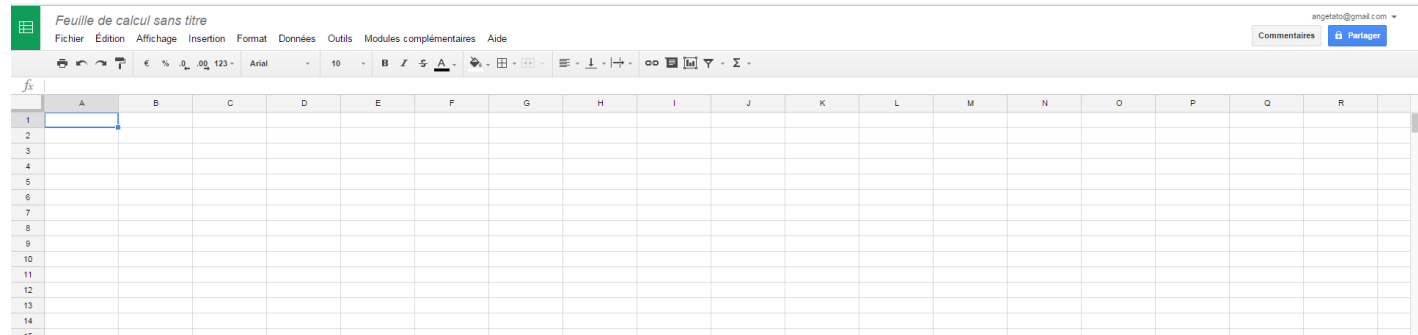 Feuille de calcul sans titre
angetato@gmail.com
Fichier Édition Affichage Insertion Format Données Outils Modules complémentaires Aide
Commentaires Partager
€ % .0 .00 123 Arial 10 B I S A Σ
fx
A B C D E F G H I J K L M N O P Q R
1
2
3
4
5
6
7
8
9
10
11
12
13
14
15